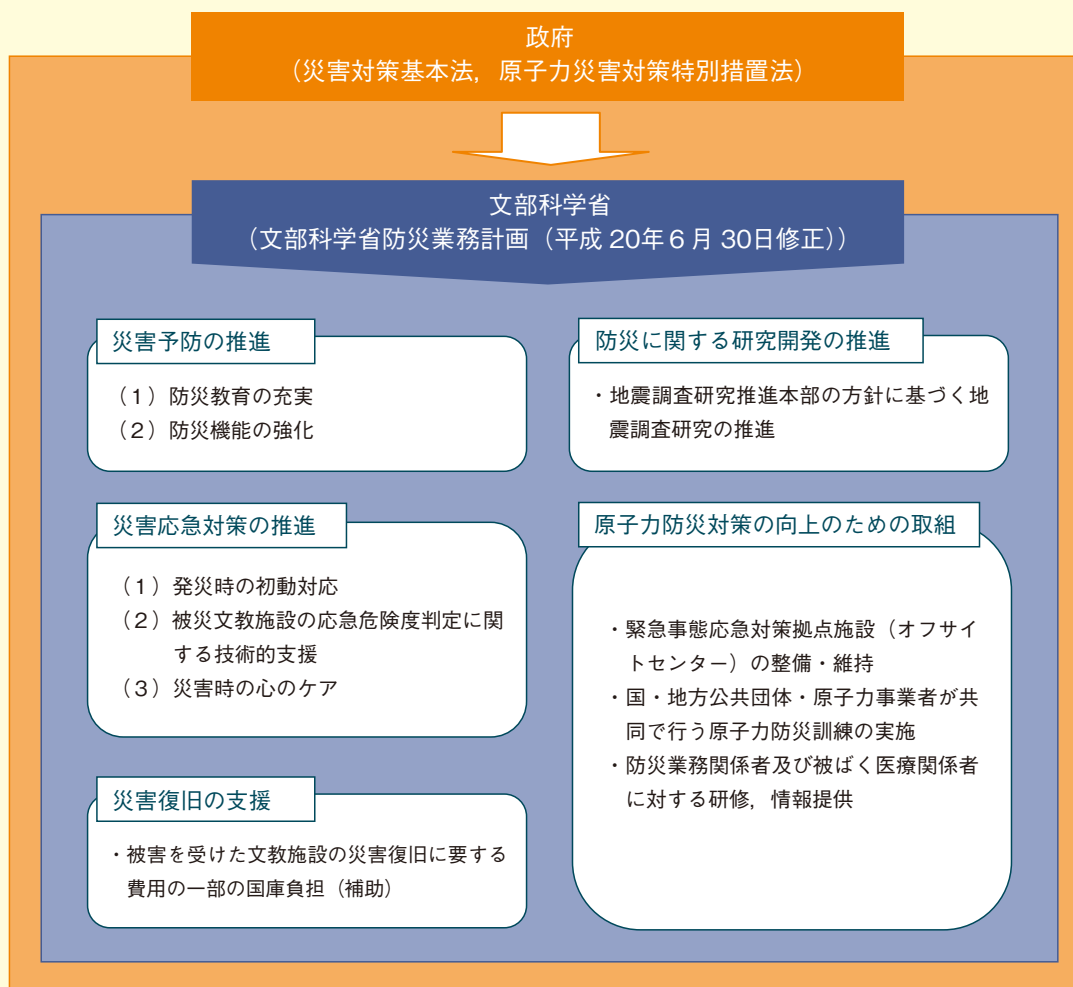 政府
（災害対策基本法，原子力災害対策特別措置法）
文部科学省
（文部科学省防災業務計画（平成 20年 6 月 30日修正））
災害予防の推進
（1）防災教育の充実
（2）防災機能の強化
災害応急対策の推進
（1）発災時の初動対応
（2）被災文教施設の応急危険度判定に関
する技術的支援
（3）災害時の心のケア
災害復旧の支援
・被害を受けた文教施設の災害復旧に要する
費用の一部の国庫負担（補助）
防災に関する研究開発の推進
・地震調査研究推進本部の方針に基づく地
震調査研究の推進
原子力防災対策の向上のための取組
・緊急事態応急対策拠点施設（オフサイ
トセンター）の整備・維持
・国・地方公共団体・原子力事業者が共
同で行う原子力防災訓練の実施
・防災業務関係者及び被ばく医療関係者
に対する研修，情報提供